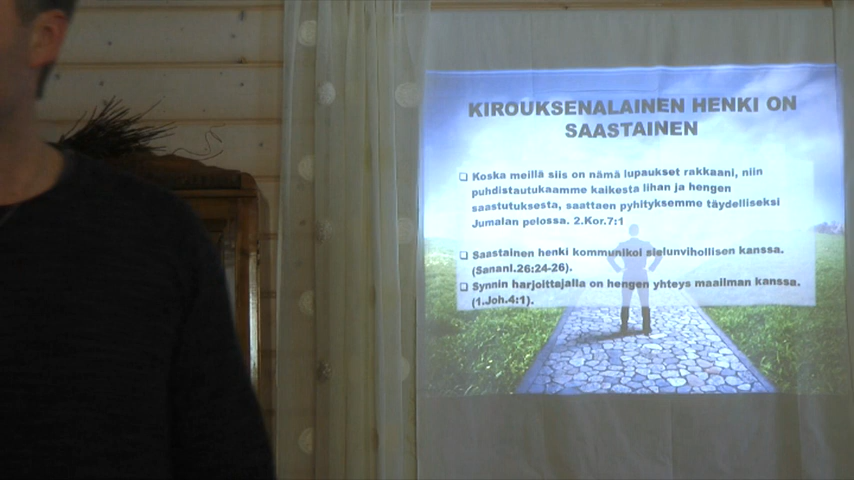 KIROUKSENALAINEN HENKI ON
SAASTAINEN
❑ Koska meillä siis on nämä lupaukset rakkaani, niin
puhdistautukaamme kaikesta lihan ja hengen
saastutuksesta, saattaen pyhityksemme täydelliseksi
Jumalan pelossa. 2.Kor.7:1
❑ Saastainen henki kommunikoi sielunvihollisen kanssa.
(Sananl.26:24-26).
❑ Synnin harjoittajalla on hengen yhteys maailman kanssa.
(1.Joh.4:1).